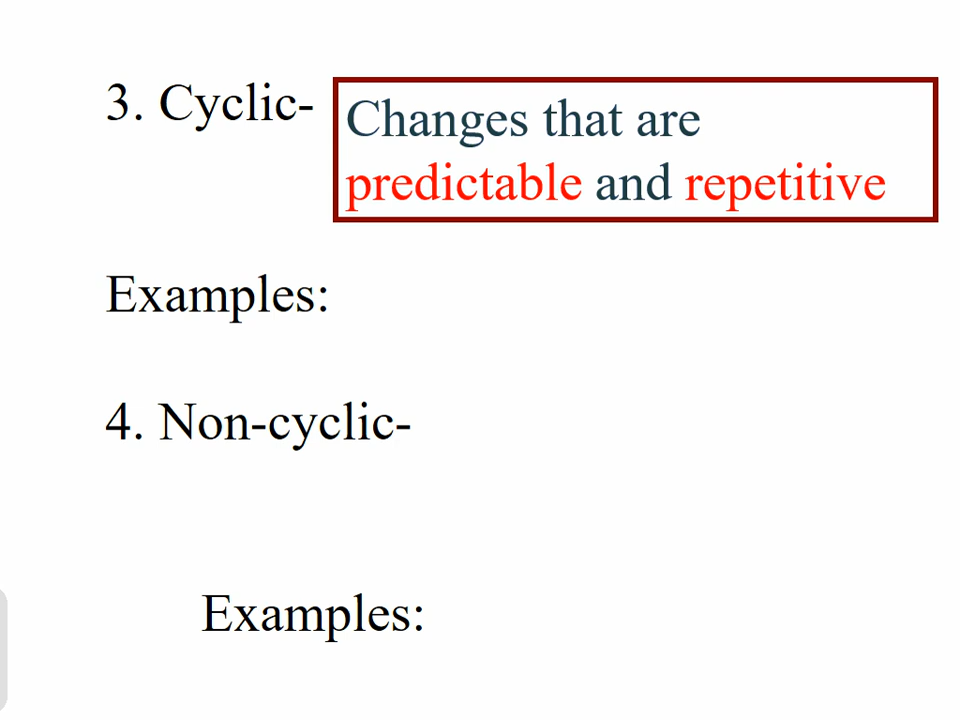 3. Cyclic-
Changes that are
predictable and repetitive
Examples:
4. Non-cyclic-
Examples: